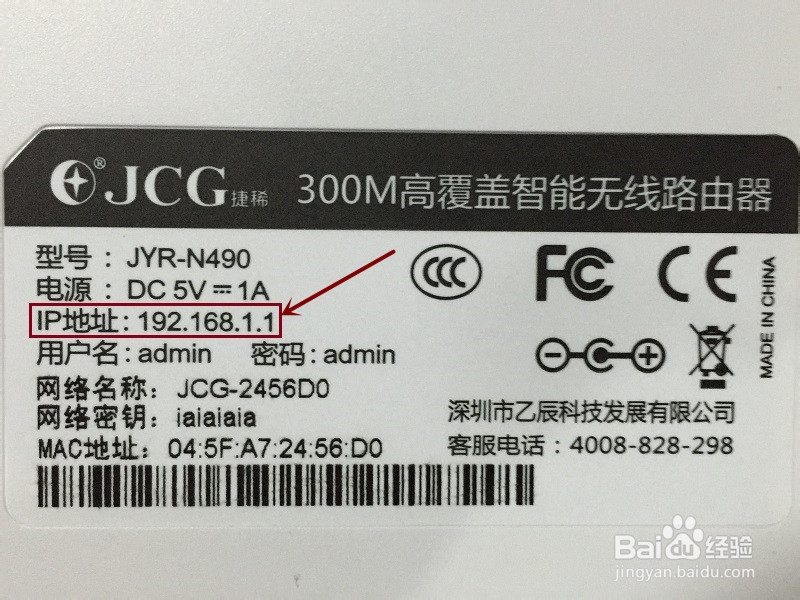 JCG®捷稀 300M高覆盖智能无线路由器
型号：JYR-N490
电源：DC 5V⎓1A
IP地址：192.168.1.1
用户名：admin 密码：admin
网络名称：JCG-2456D0
网络密钥：iaiaiaia
MAC地址：04:5F:A7:24:56:D0
CCC FC CE
MADE IN CHINA
深圳市乙辰科技发展有限公司
客服电话：4008-828-298
Baidu经验
jingyan.baidu.com